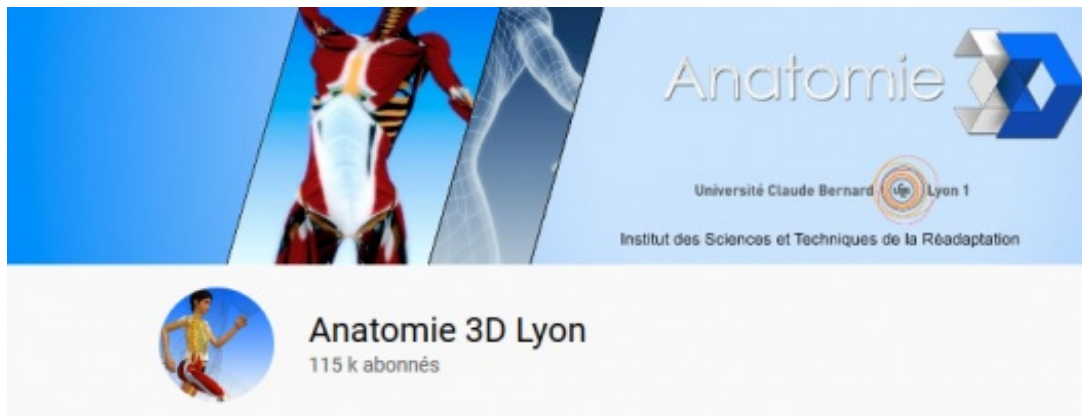 Anatomie 3D
Université Claude Bernard Lyon 1
Institut des Sciences et Techniques de la Réadaptation
Anatomie 3D Lyon
115 k abonnés